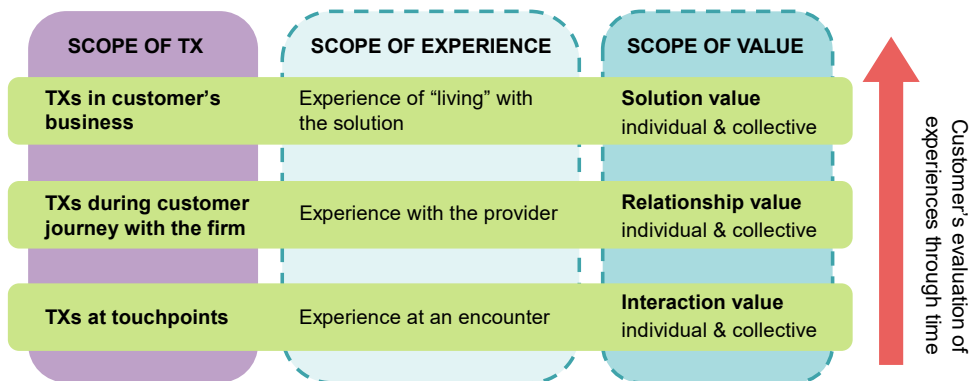 SCOPE OF TX
SCOPE OF EXPERIENCE
SCOPE OF VALUE
TXs in customer’s
business
Experience of “living” with
the solution
Solution value
individual & collective
TXs during customer
journey with the firm
Experience with the provider
Relationship value
individual & collective
TXs at touchpoints
Experience at an encounter
Interaction value
individual & collective
Customer’s evaluation of
experiences through time